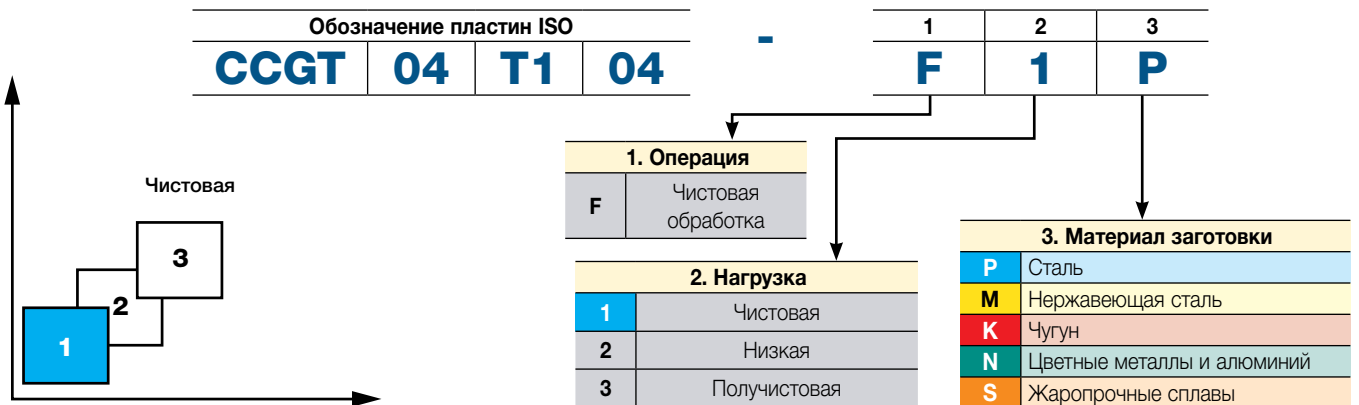 Обозначение пластин ISO
- 1 2 3
CCGT 04 T1 04 F 1 P
Чистовая
3
2
1
1. Операция
F Чистовая
обработка
2. Нагрузка
1 Чистовая
2 Низкая
3 Получистовая
3. Материал заготовки
P Сталь
M Нержавеющая сталь
K Чугун
N Цветные металлы и алюминий
S Жаропрочные сплавы